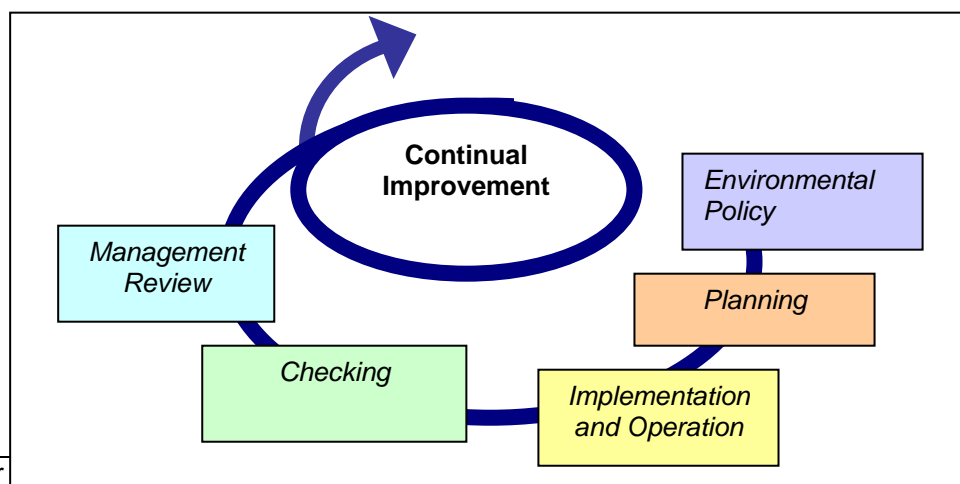 Continual
Improvement
Environmental
Policy
Management
Review
Planning
Checking
Implementation
and Operation
r